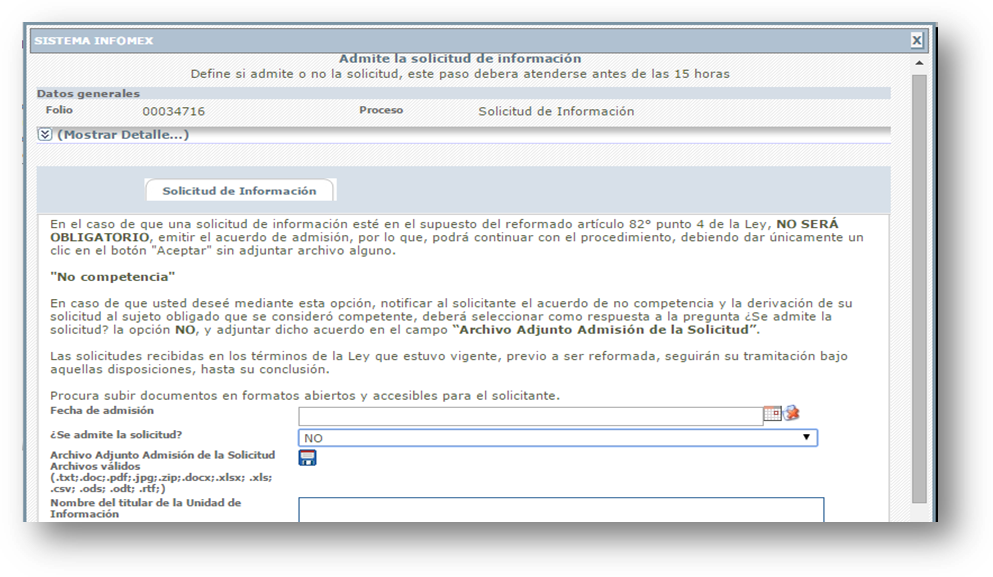 SISTEMA INFOMEX
X
Admite la solicitud de información
Define si admite o no la solicitud, este paso debera atenderse antes de las 15 horas
Datos generales
Folio 00034716 Proceso Solicitud de Información
(Mostrar Detalle...)
Solicitud de Información
En el caso de que una solicitud de información esté en el supuesto del reformado artículo 82° punto 4 de la Ley, NO SERÁ
OBLIGATORIO, emitir el acuerdo de admisión, por lo que, podrá continuar con el procedimiento, debiendo dar únicamente un
clic en el botón "Aceptar" sin adjuntar archivo alguno.
"No competencia"
En caso de que usted deseé mediante esta opción, notificar al solicitante el acuerdo de no competencia y la derivación de su
solicitud al sujeto obligado que se consideró competente, deberá seleccionar como respuesta a la pregunta ¿Se admite la
solicitud? la opción NO, y adjuntar dicho acuerdo en el campo “Archivo Adjunto Admisión de la Solicitud”.
Las solicitudes recibidas en los términos de la Ley que estuvo vigente, previo a ser reformada, seguirán su tramitación bajo
aquellas disposiciones, hasta su conclusión.
Procura subir documentos en formatos abiertos y accesibles para el solicitante.
Fecha de admisión
¿Se admite la solicitud? NO
Archivo Adjunto Admisión de la Solicitud
Archivos válidos
(.txt;.doc;.pdf;.jpg;.zip;.docx;.xlsx; .xls;
.csv; .ods; .odt; .rtf;)
Nombre del titular de la Unidad de
Información